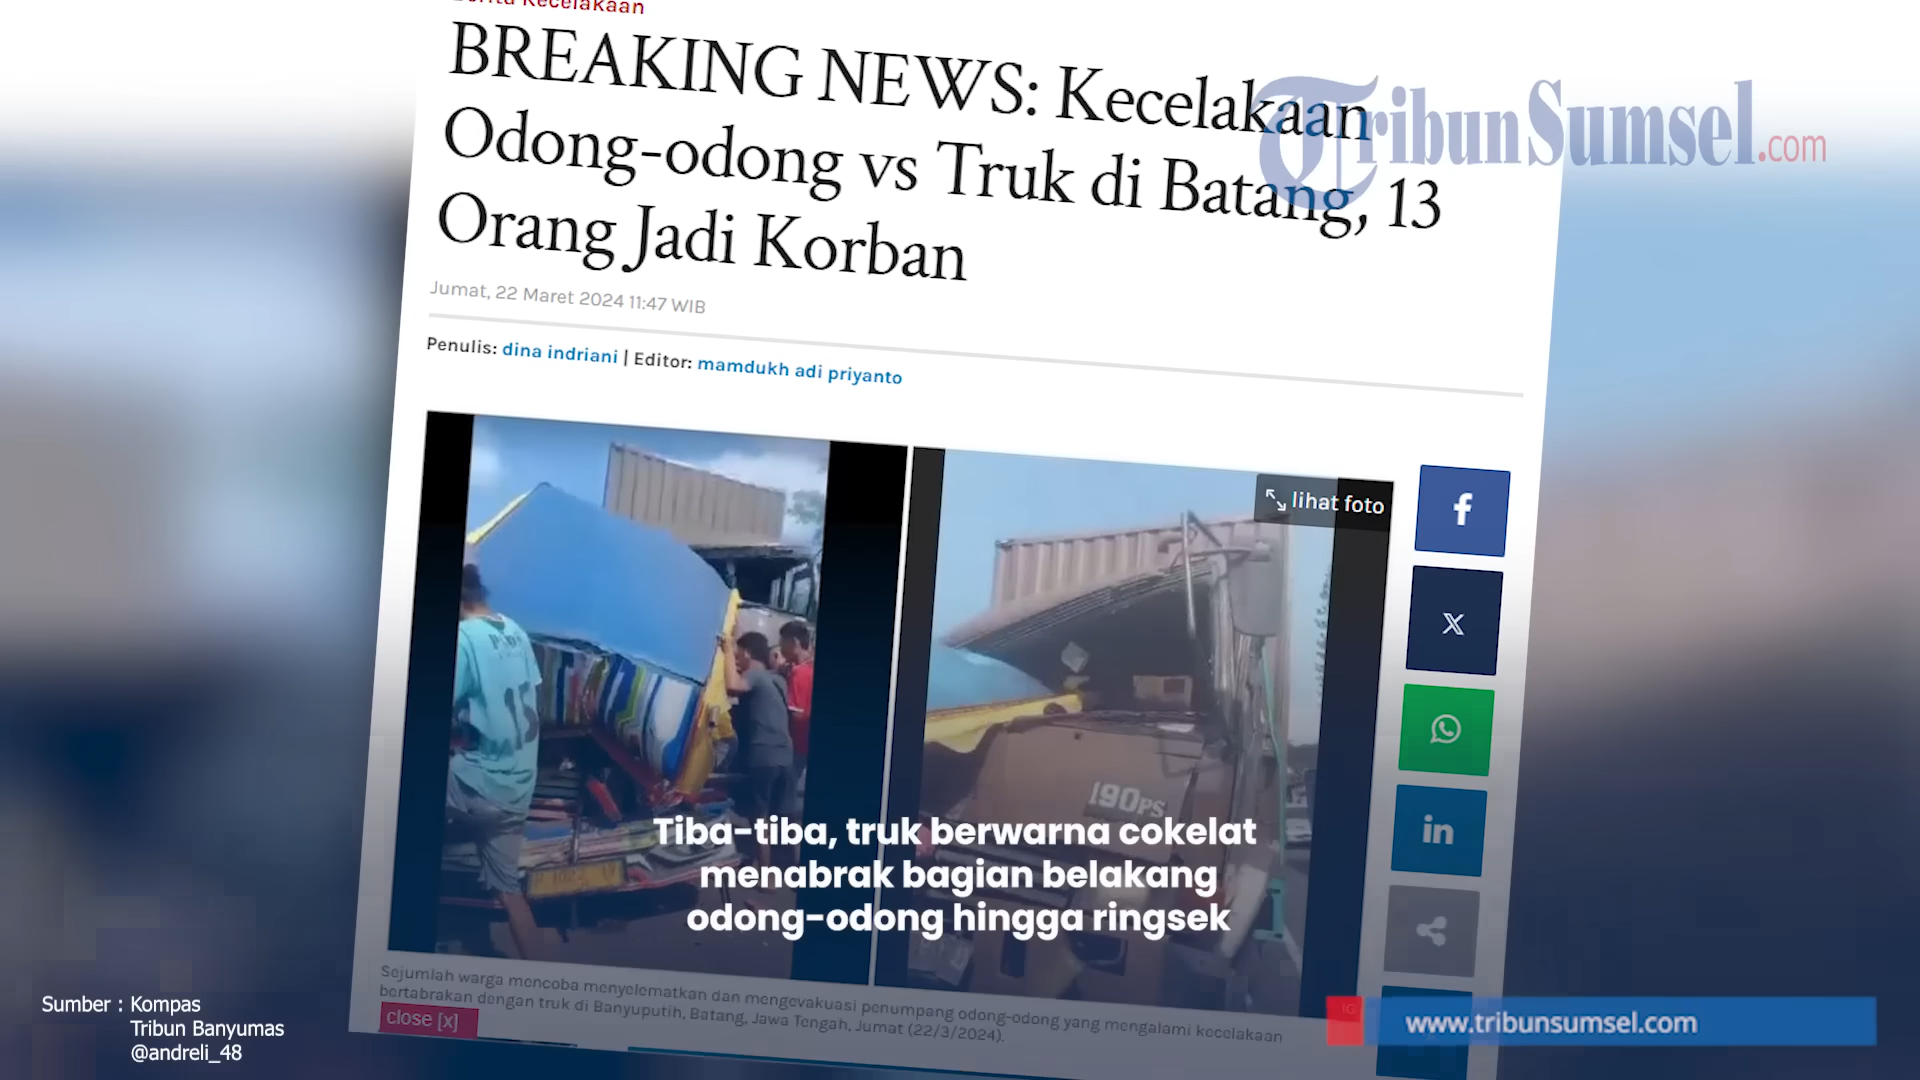 Berita Kecelakaan
BREAKING NEWS: Kecelakaan
Odong-odong vs Truk di Batang, 13
Orang Jadi Korban
TribunSumsel.com
Jumat, 22 Maret 2024 11:47 WIB
Penulis: dina indriani | Editor: mamdukh adi priyanto
lihat foto
190PS
Tiba-tiba, truk berwarna cokelat
menabrak bagian belakang
odong-odong hingga ringsek
Sejumlah warga mencoba menyelematkan dan mengevakuasi penumpang odong-odong yang mengalami kecelakaan
bertabrakan dengan truk di Banyuputih, Batang, Jawa Tengah, Jumat (22/3/2024).
close [x]
Sumber : Kompas
Tribun Banyumas
@andreli_48
www.tribunsumsel.com